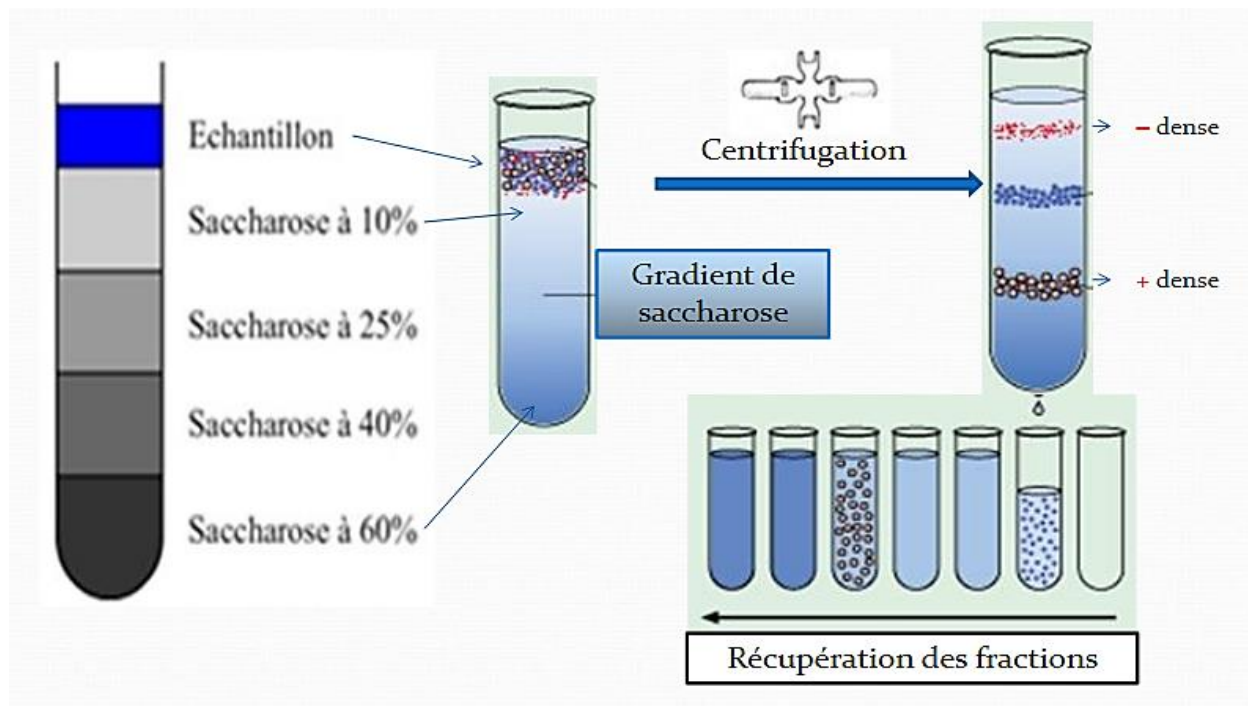 Echantillon
Saccharose à 10%
Saccharose à 25%
Saccharose à 40%
Saccharose à 60%
Gradient de
saccharose
Centrifugation
– dense
+ dense
Récupération des fractions